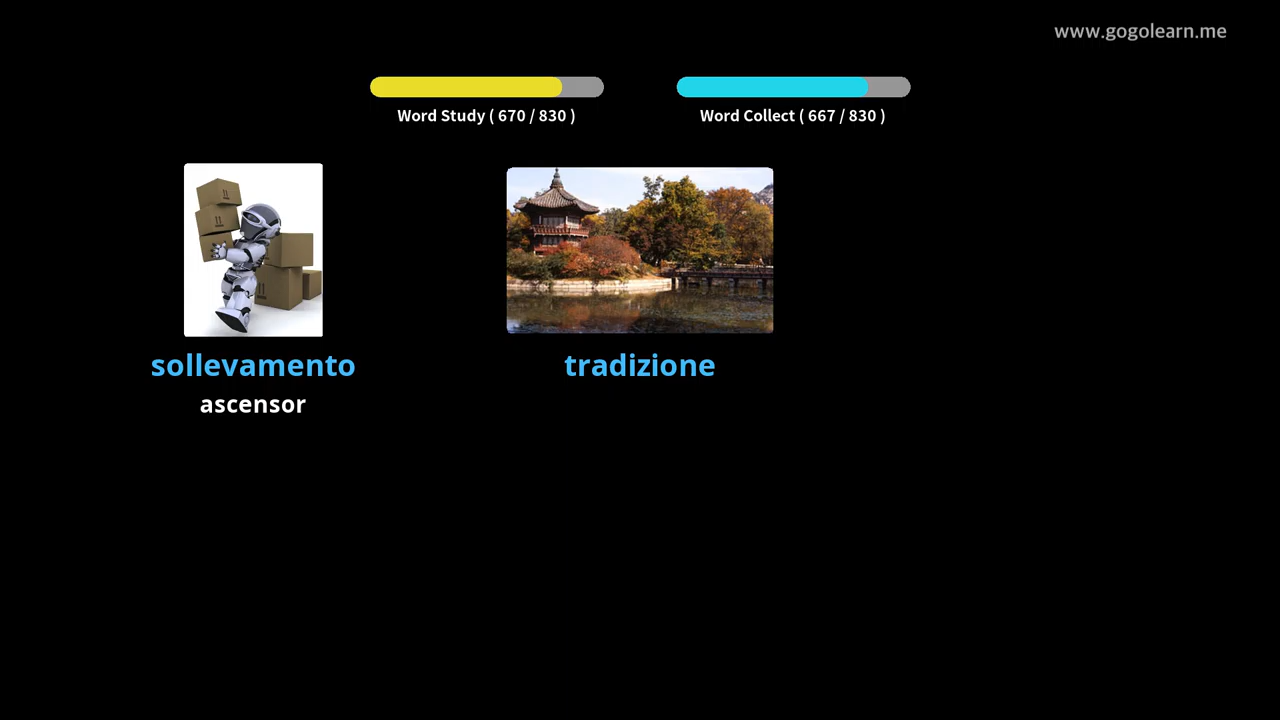 www.gogolearn.me
Word Study ( 670 / 830 )
Word Collect ( 667 / 830 )
sollevamento
tradizione
ascensor